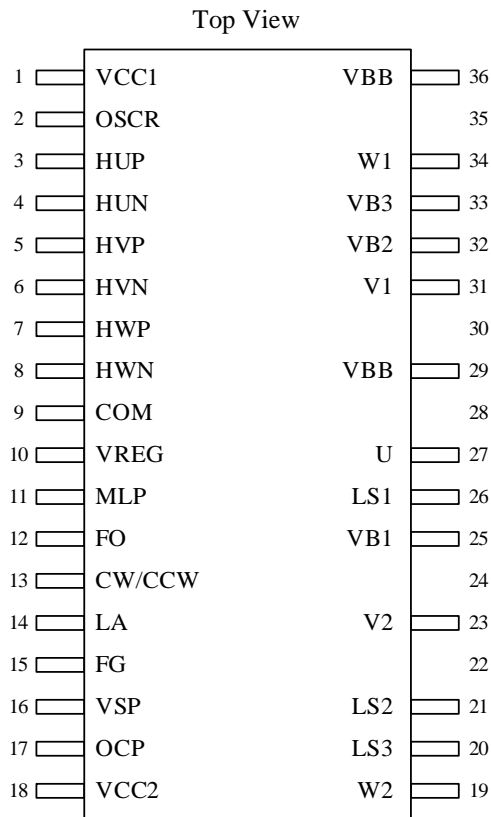 Top View
1 VCC1 VBB 36
2 OSCR 35
3 HUP W1 34
4 HUN VB3 33
5 HVP VB2 32
6 HVN V1 31
7 HWP 30
8 HWN VBB 29
9 COM 28
10 VREG U 27
11 MLP LS1 26
12 FO VB1 25
13 CW/CCW 24
14 LA V2 23
15 FG 22
16 VSP LS2 21
17 OCP LS3 20
18 VCC2 W2 19